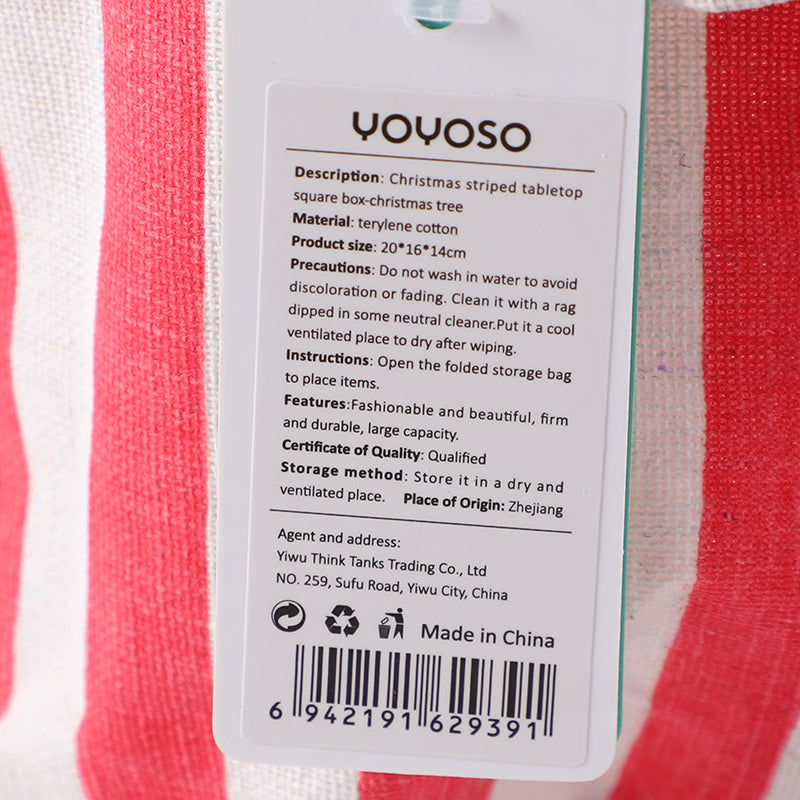 YOYOSO
Description: Christmas striped tabletop
square box-christmas tree
Material: terylene cotton
Product size: 20*16*14cm
Precautions: Do not wash in water to avoid
discoloration or fading. Clean it with a rag
dipped in some neutral cleaner.Put it a cool
ventilated place to dry after wiping.
Instructions: Open the folded storage bag
to place items.
Features:Fashionable and beautiful, firm
and durable, large capacity.
Certificate of Quality: Qualified
Storage method: Store it in a dry and
ventilated place. Place of Origin: Zhejiang
Agent and address:
Yiwu Think Tanks Trading Co., Ltd
NO. 259, Sufu Road, Yiwu City, China
Made in China
6 942191 629391